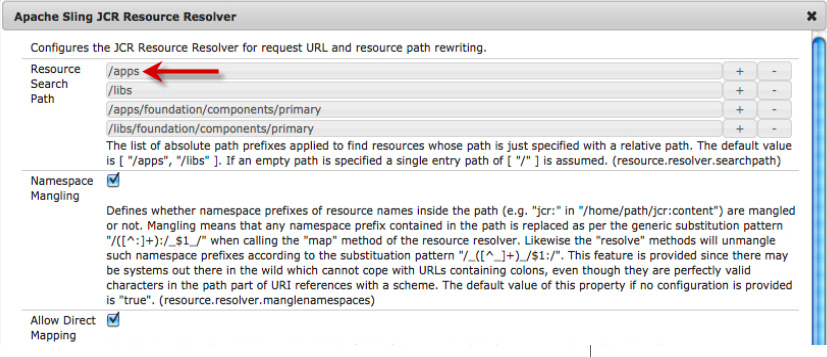 Apache Sling JCR Resource Resolver
Configures the JCR Resource Resolver for request URL and resource path rewriting.
Resource
Search
Path
/apps
+ -
/libs
+ -
/apps/foundation/components/primary
+ -
/libs/foundation/components/primary
+ -
The list of absolute path prefixes applied to find resources whose path is just specified with a relative path. The default value
is [ "/apps", "/libs" ]. If an empty path is specified a single entry path of [ "/" ] is assumed. (resource.resolver.searchpath)
Namespace
Mangling
Defines whether namespace prefixes of resource names inside the path (e.g. "jcr:" in "/home/path/jcr:content") are mangled
or not. Mangling means that any namespace prefix contained in the path is replaced as per the generic substitution pattern
"/([^:]+):/_$1_/" when calling the "map" method of the resource resolver. Likewise the "resolve" methods will unmangle
such namespace prefixes according to the substituation pattern "/_([^_]+)_/$1:/". This feature is provided since there may
be systems out there in the wild which cannot cope with URLs containing colons, even though they are perfectly valid
characters in the path part of URI references with a scheme. The default value of this property if no configuration is provided
is "true". (resource.resolver.manglenamespaces)
Allow Direct
Mapping